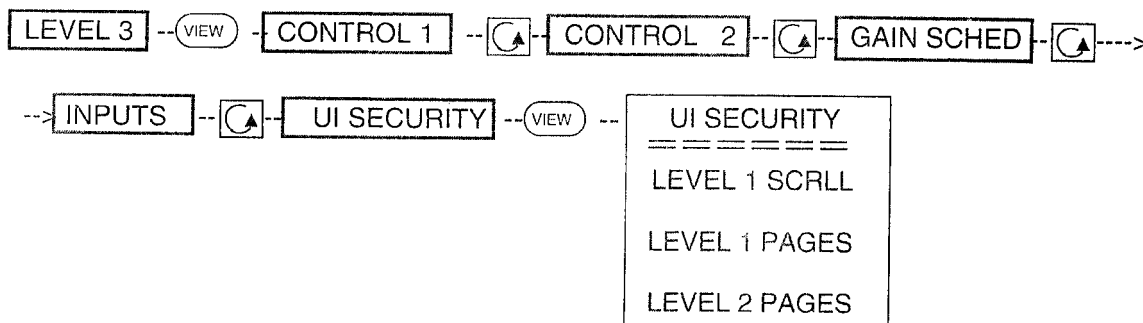 LEVEL 3 --VIEW-- CONTROL 1 -- CONTROL 2 -- GAIN SCHED ---->
--> INPUTS -- UI SECURITY --VIEW-- UI SECURITY
======
LEVEL 1 SCRLL
LEVEL 1 PAGES
LEVEL 2 PAGES